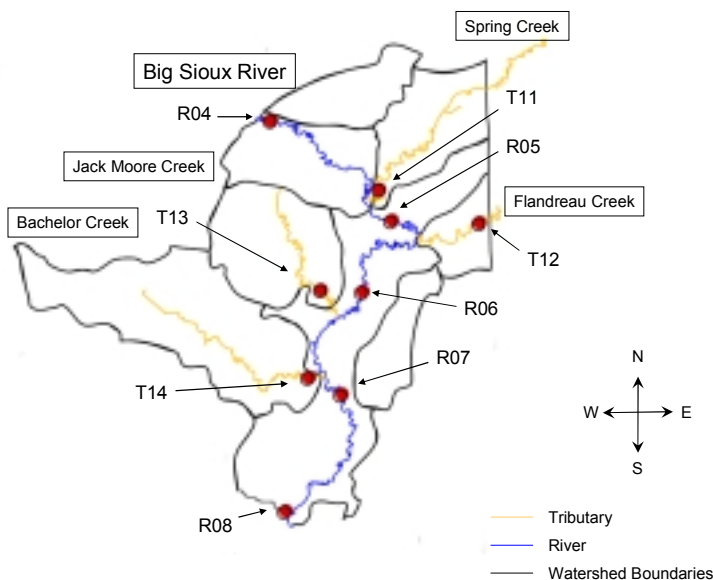 Spring Creek
Big Sioux River
T11
R04
R05
Jack Moore Creek
Flandreau Creek
Bachelor Creek
T13
T12
R06
N
R07
T14
W
E
S
R08
Tributary
River
Watershed Boundaries